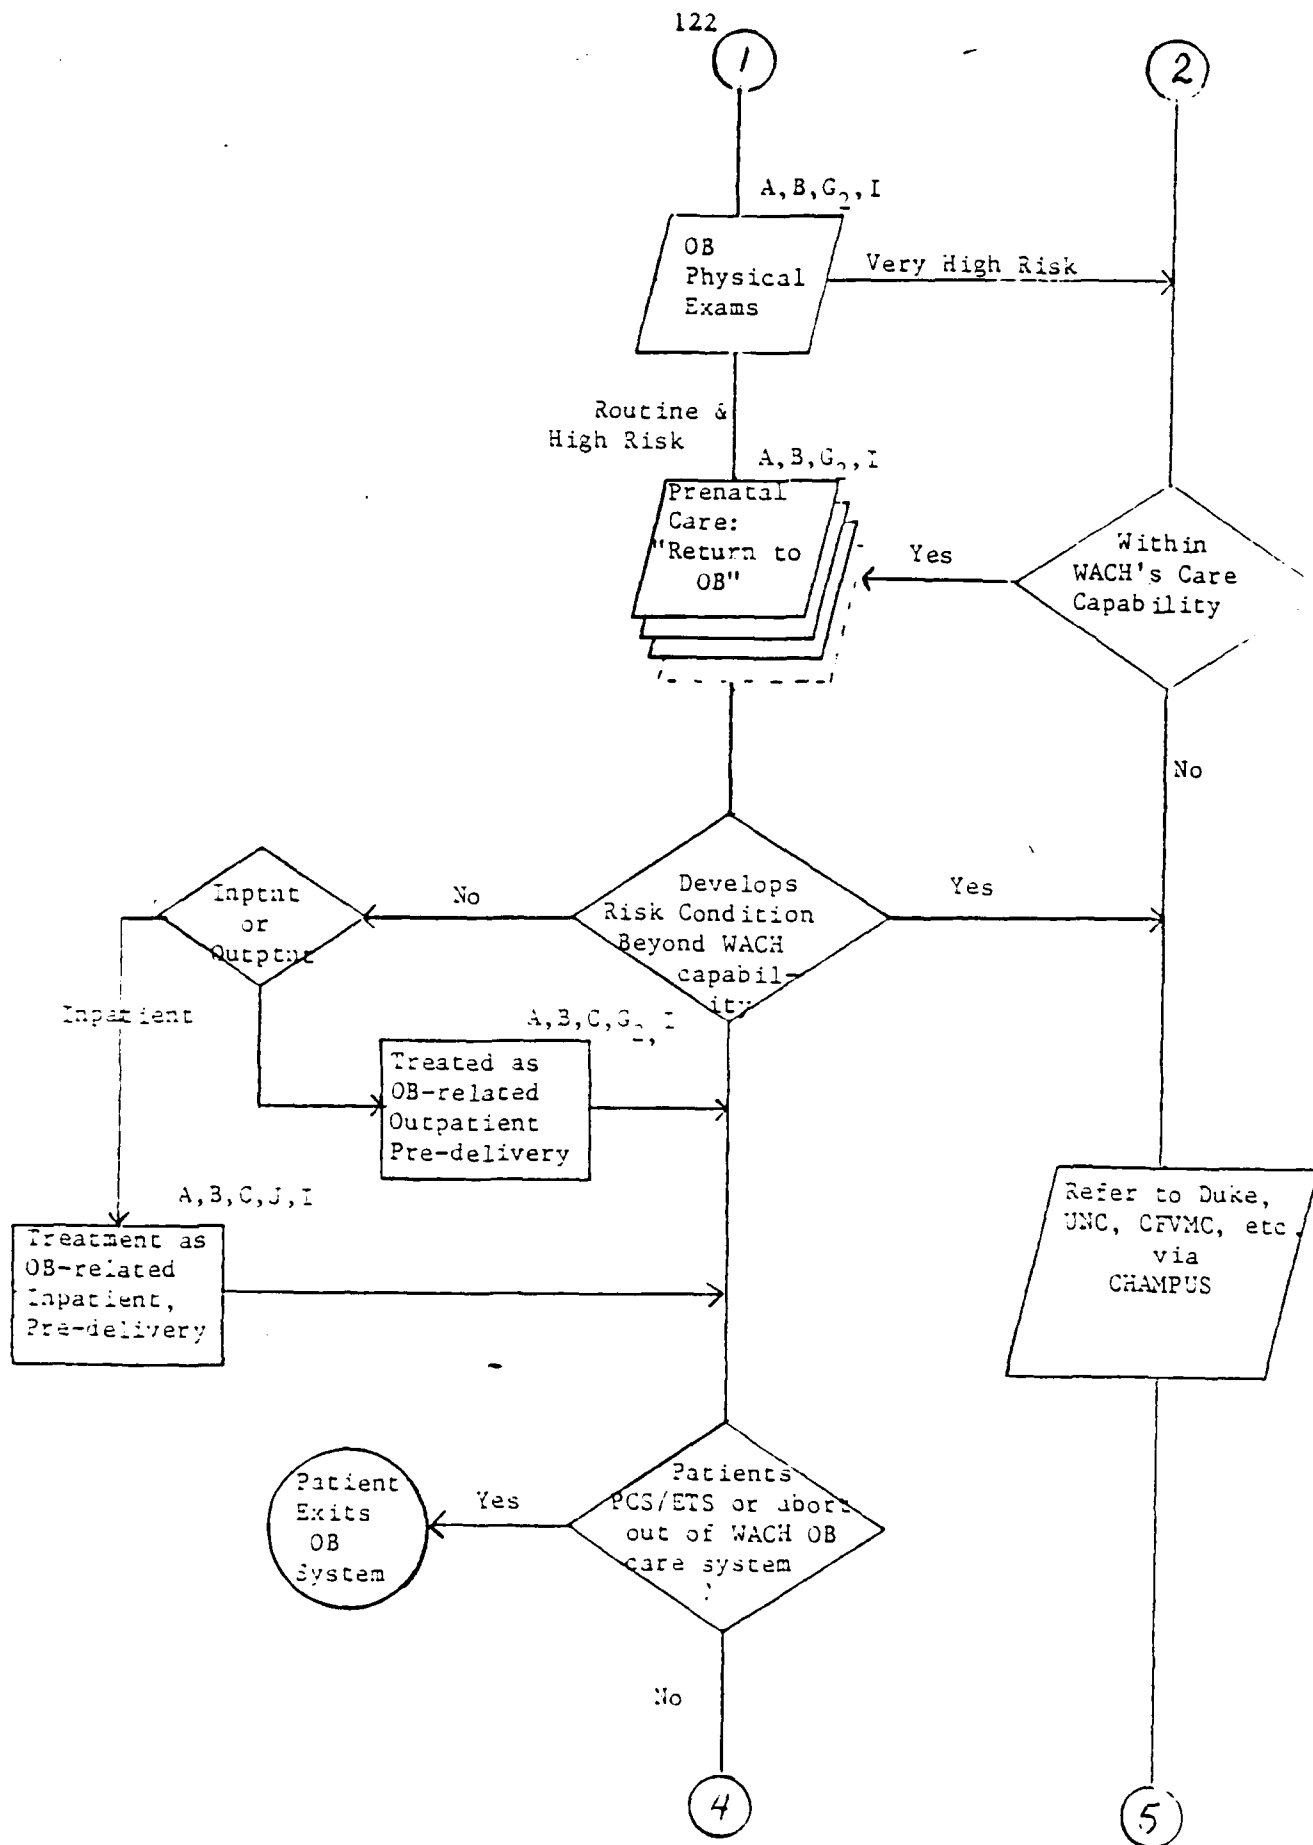 122
1
2
A,B,G2,I
OB
Physical
Exams
Very High Risk
Routine &
High Risk
A,B,G2,I
Prenatal
Care:
"Return to
OB"
Yes
Within
WACH's Care
Capability
No
Inptnt
or
Outptnt
No
Develops
Risk Condition
Beyond WACH
capabil-
ity
Yes
Inpatient
A,B,C,G2,I
Treated as
OB-related
Outpatient
Pre-delivery
A,B,C,J,I
Treatment as
OB-related
Inpatient,
Pre-delivery
Refer to Duke,
UNC, CFVMC, etc.
via
CHAMPUS
Patient
Exits
OB
System
Yes
Patients
PCS/ETS or abort
out of WACH OB
care system
?
No
4
5